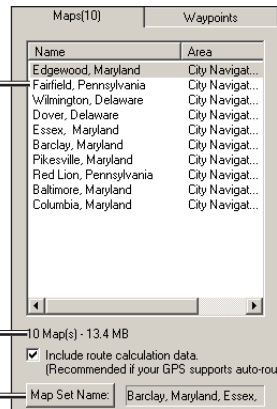 Maps(10)
Waypoints
Name Area
Edgewood, Maryland City Navigat...
Fairfield, Pennsylvania City Navigat...
Wilmington, Delaware City Navigat...
Dover, Delaware City Navigat...
Essex, Maryland City Navigat...
Barclay, Maryland City Navigat...
Pikesville, Maryland City Navigat...
Red Lion, Pennsylvania City Navigat...
Baltimore, Maryland City Navigat...
Columbia, Maryland City Navigat...
10 Map(s) - 13.4 MB
Include route calculation data.
(Recommended if your GPS supports auto-rou
Map Set Name: Barclay, Maryland, Essex,